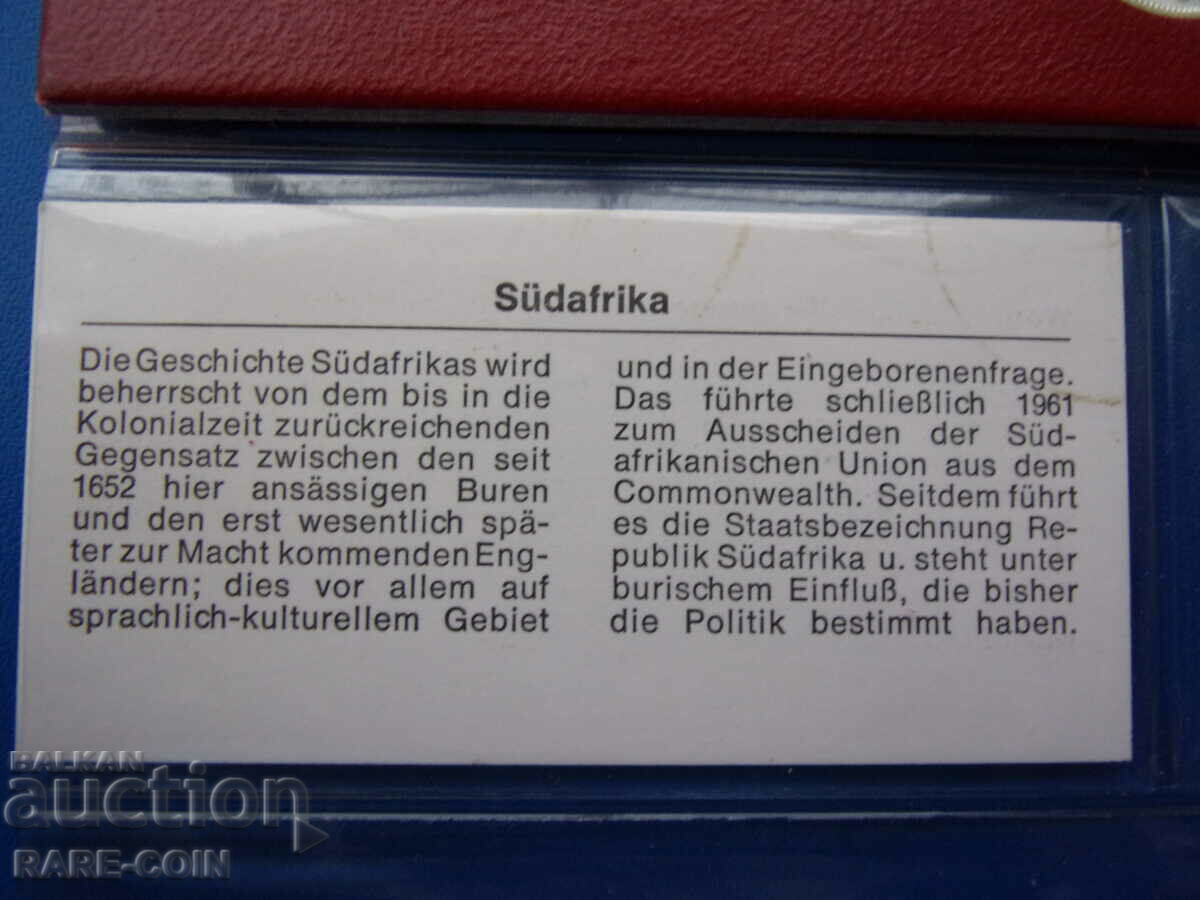 Südafrika
Die Geschichte Südafrikas wird
beherrscht von dem bis in die
Kolonialzeit zurückreichenden
Gegensatz zwischen den seit
1652 hier ansässigen Buren
und den erst wesentlich spä-
ter zur Macht kommenden Eng-
ländern; dies vor allem auf
sprachlich-kulturellem Gebiet
und in der Eingeborenenfrage.
Das führte schließlich 1961
zum Ausscheiden der Süd-
afrikanischen Union aus dem
Commonwealth. Seitdem führt
es die Staatsbezeichnung Re-
publik Südafrika u. steht unter
burischem Einfluß, die bisher
die Politik bestimmt haben.
BALKAN
auction
RARE-COIN